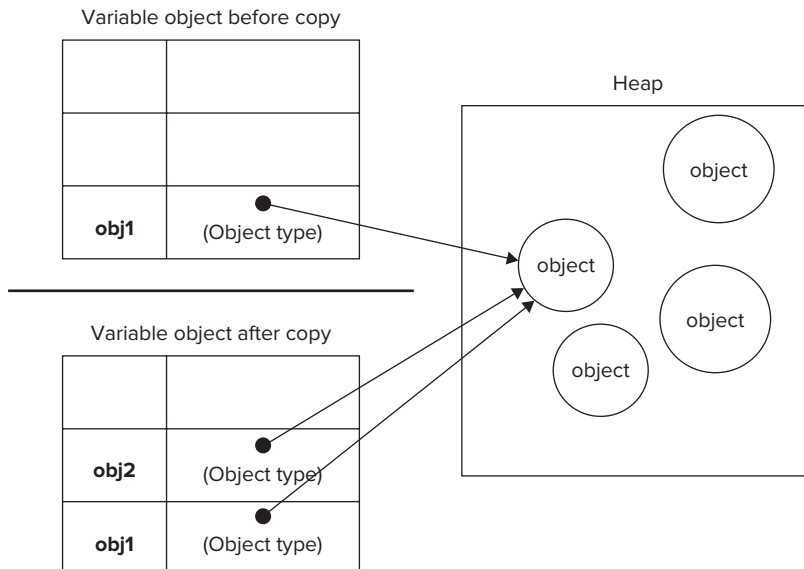 Variable object before copy
obj1
(Object type)
Heap
object
object
object
object
Variable object after copy
obj2
(Object type)
obj1
(Object type)